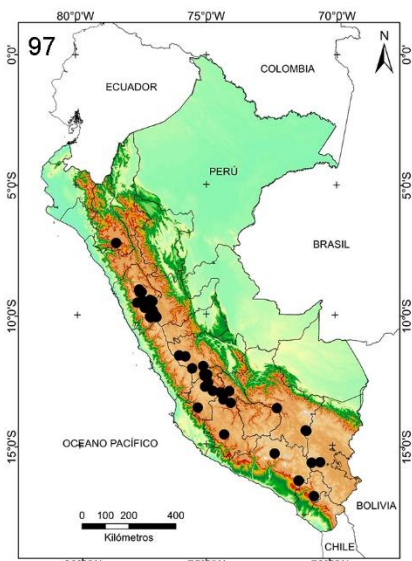 80°0'O 75°0'O 70°0'O
97
N
0°0'
0°0'
COLOMBIA
ECUADOR
PERÚ
5°0'S
5°0'S
BRASIL
10°0'S
10°0'S
OCEANO PACÍFICO
15°0'S
15°0'S
BOLIVIA
0 100 200 400
Kilómetros
CHILE